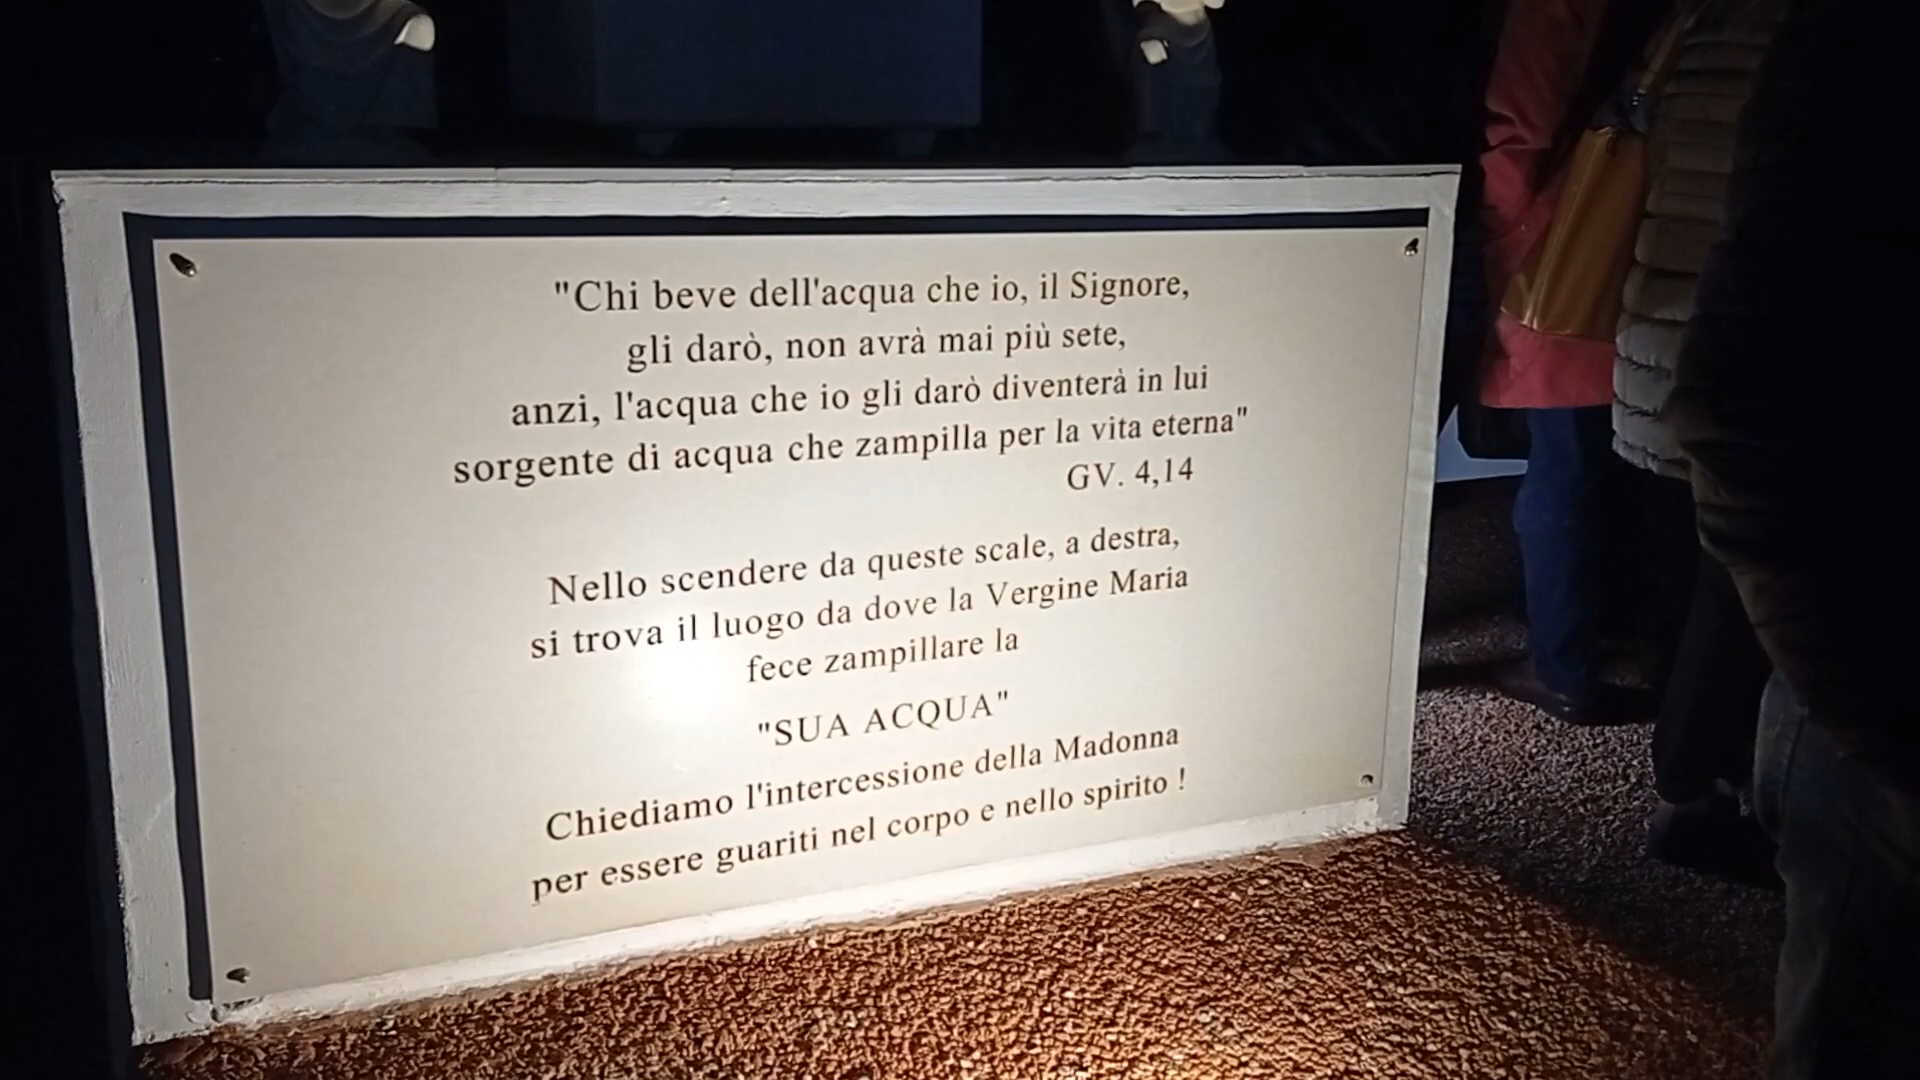 "Chi beve dell'acqua che io, il Signore,
gli darò, non avrà mai più sete,
anzi, l'acqua che io gli darò diventerà in lui
sorgente di acqua che zampilla per la vita eterna"
GV. 4,14
Nello scendere da queste scale, a destra,
si trova il luogo da dove la Vergine Maria
fece zampillare la
"SUA ACQUA"
Chiediamo l'intercessione della Madonna
per essere guariti nel corpo e nello spirito !